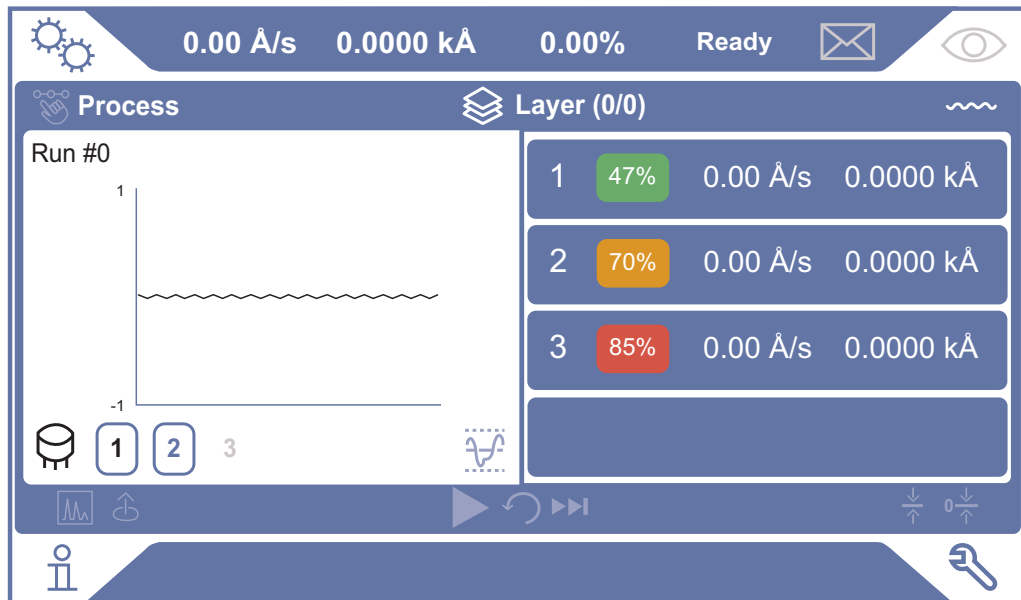 0.00 Å/s 0.0000 kÅ 0.00% Ready
Process Layer (0/0)
Run #0
1
-1
1 2 3
1 47% 0.00 Å/s 0.0000 kÅ
2 70% 0.00 Å/s 0.0000 kÅ
3 85% 0.00 Å/s 0.0000 kÅ
0